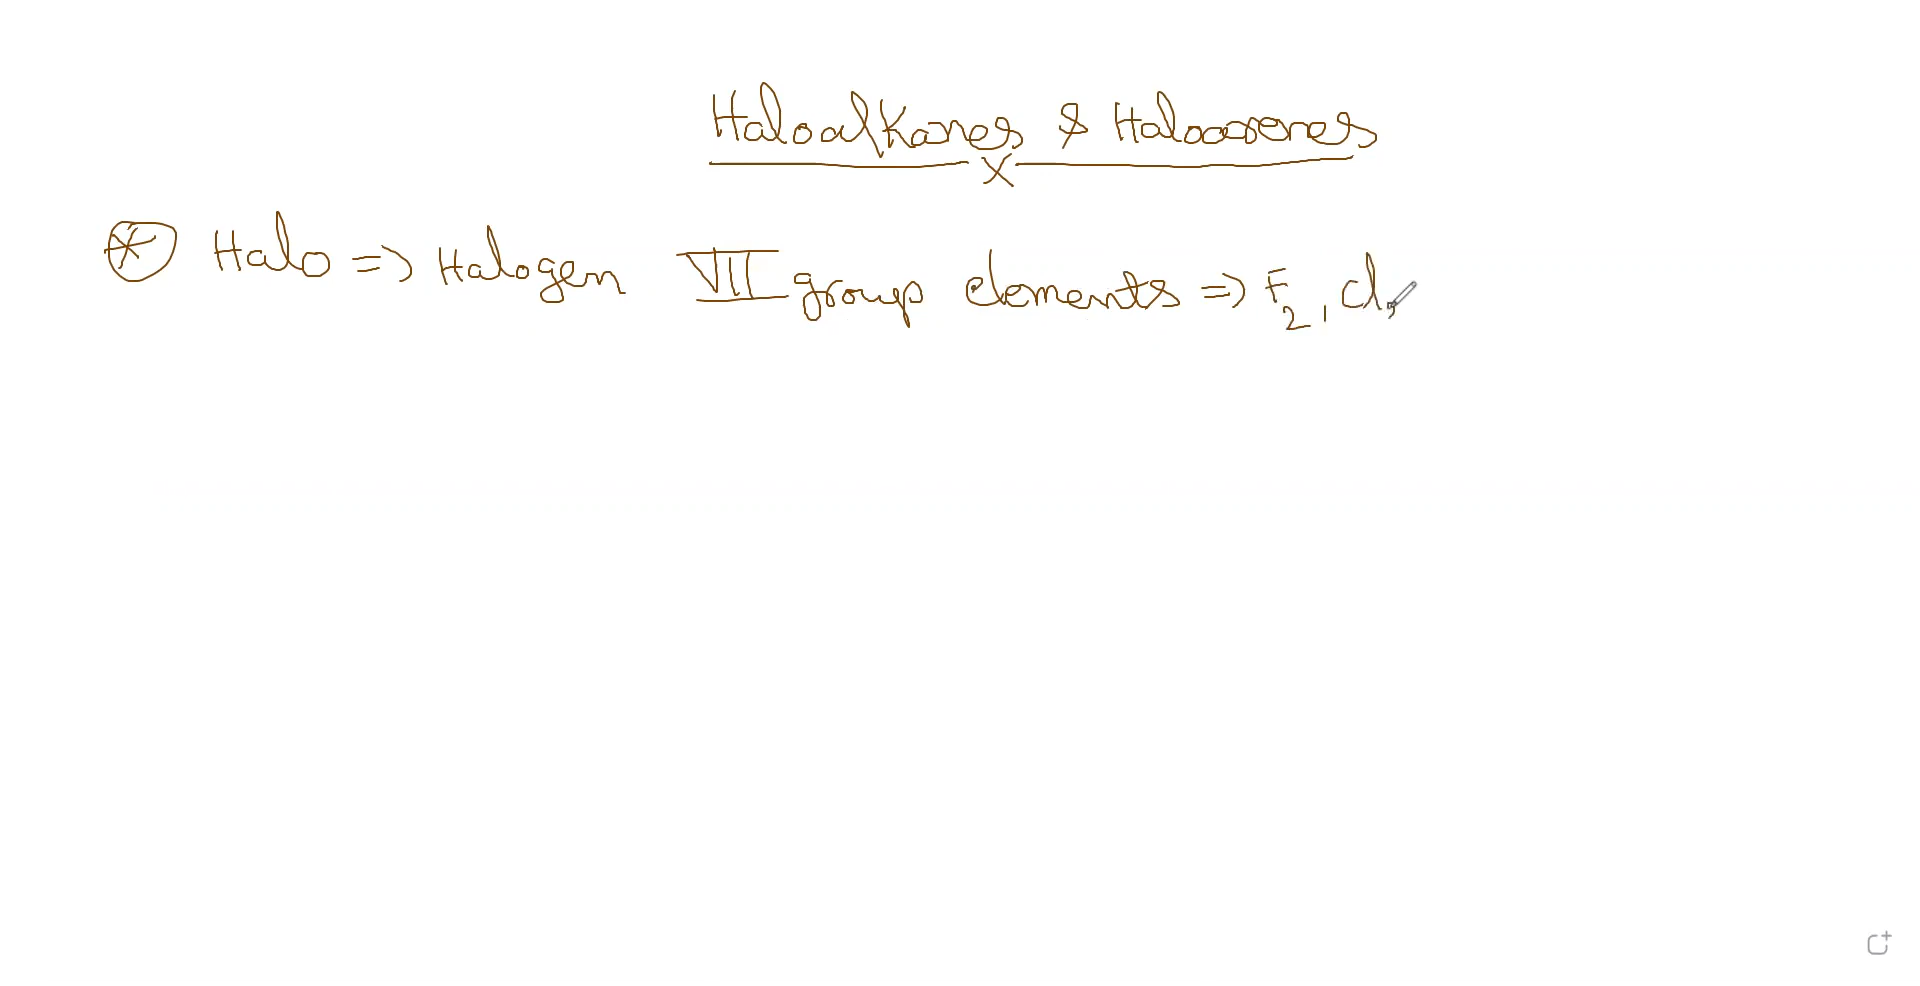 Haloalkanes & Haloarenes
X
* Halo => Halogen VII group elements => F2, Cl,